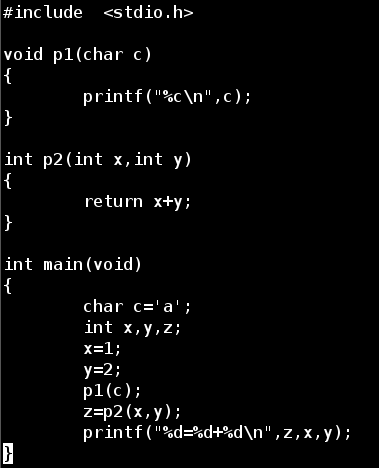 #include  <stdio.h>

void p1(char c)
{
        printf("%c\n",c);
}

int p2(int x,int y)
{
        return x+y;
}

int main(void)
{
        char c='a';
        int x,y,z;
        x=1;
        y=2;
        p1(c);
        z=p2(x,y);
        printf("%d=%d+%d\n",z,x,y);
}